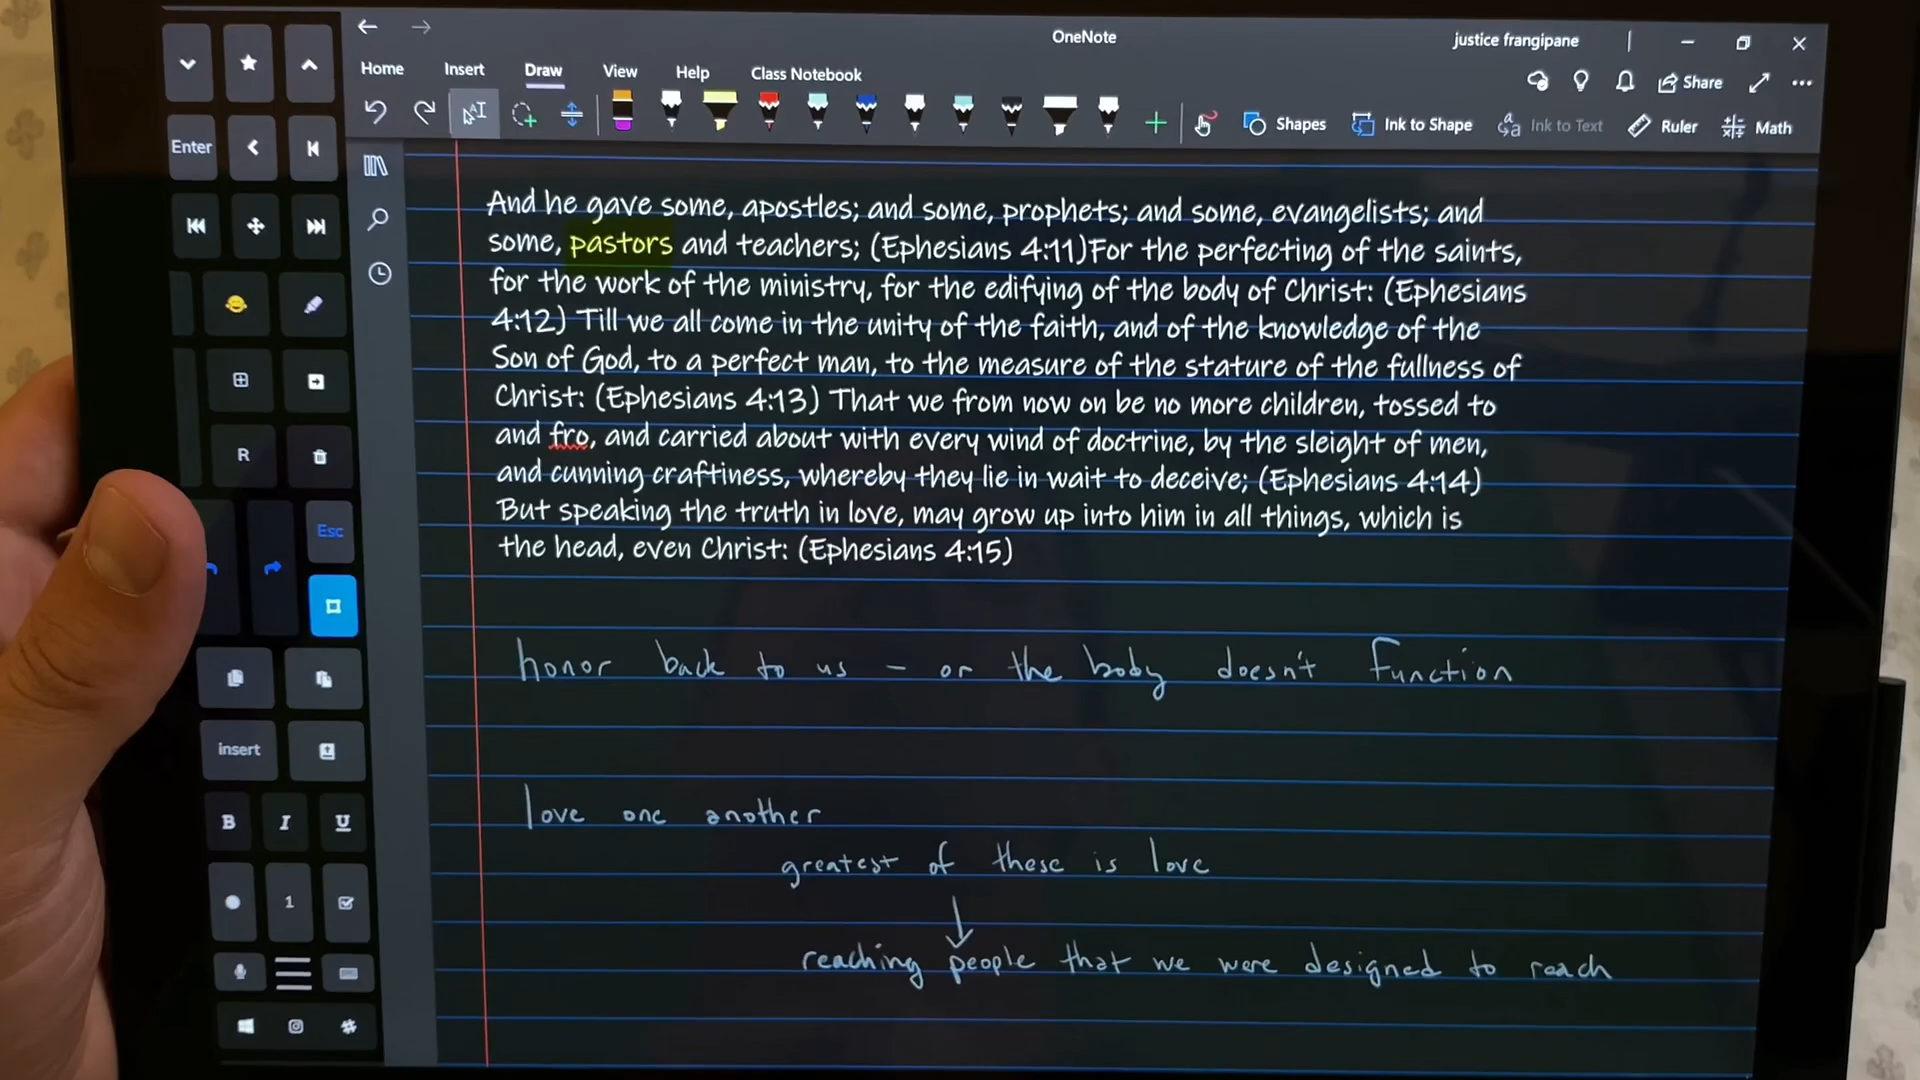 OneNote
justice frangipane
Home Insert Draw View Help Class Notebook
Share
Shapes Ink to Shape Ink to Text Ruler Math
Enter
R
Esc
insert
B I U
1
And he gave some, apostles; and some, prophets; and some, evangelists; and
some, pastors and teachers; (Ephesians 4:11)For the perfecting of the saints,
for the work of the ministry, for the edifying of the body of Christ: (Ephesians
4:12) Till we all come in the unity of the faith, and of the knowledge of the
Son of God, to a perfect man, to the measure of the stature of the fullness of
Christ: (Ephesians 4:13) That we from now on be no more children, tossed to
and fro, and carried about with every wind of doctrine, by the sleight of men,
and cunning craftiness, whereby they lie in wait to deceive; (Ephesians 4:14)
But speaking the truth in love, may grow up into him in all things, which is
the head, even Christ: (Ephesians 4:15)
honor back to us - or the body doesn't function
love one another
greatest of these is love
reaching people that we were designed to reach